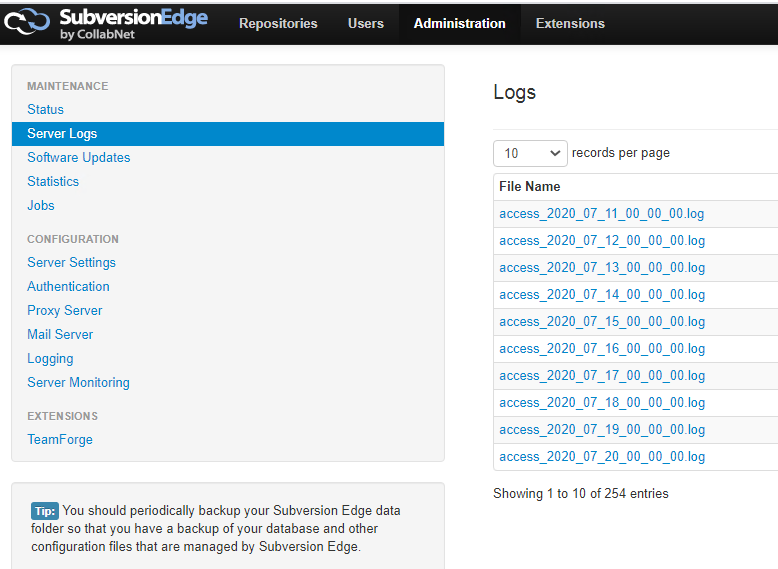 SubversionEdge
by CollabNet
Repositories Users Administration Extensions
MAINTENANCE
Status
Server Logs
Software Updates
Statistics
Jobs
CONFIGURATION
Server Settings
Authentication
Proxy Server
Mail Server
Logging
Server Monitoring
EXTENSIONS
TeamForge
Tip: You should periodically backup your Subversion Edge data
folder so that you have a backup of your database and other
configuration files that are managed by Subversion Edge.
Logs
10 records per page
File Name
access_2020_07_11_00_00_00.log
access_2020_07_12_00_00_00.log
access_2020_07_13_00_00_00.log
access_2020_07_14_00_00_00.log
access_2020_07_15_00_00_00.log
access_2020_07_16_00_00_00.log
access_2020_07_17_00_00_00.log
access_2020_07_18_00_00_00.log
access_2020_07_19_00_00_00.log
access_2020_07_20_00_00_00.log
Showing 1 to 10 of 254 entries